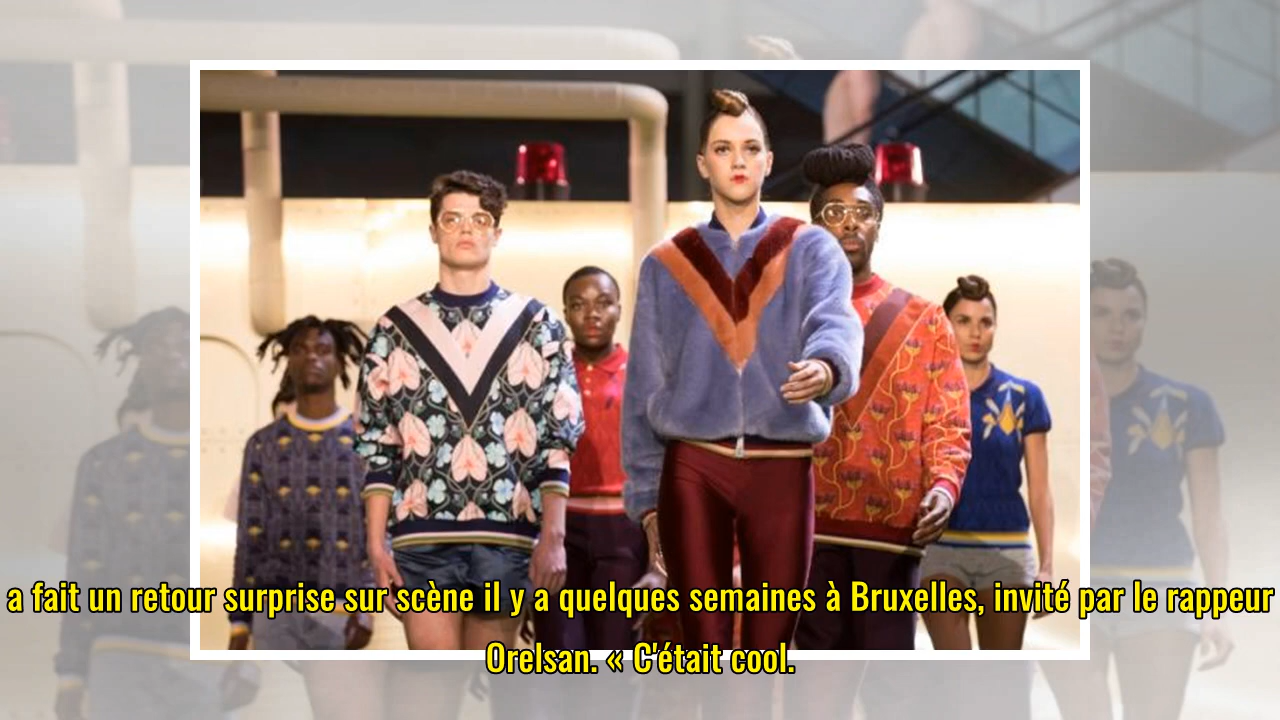 a fait un retour surprise sur scène il y a quelques semaines à Bruxelles, invité par le rappeur
Orelsan. « C'était cool.